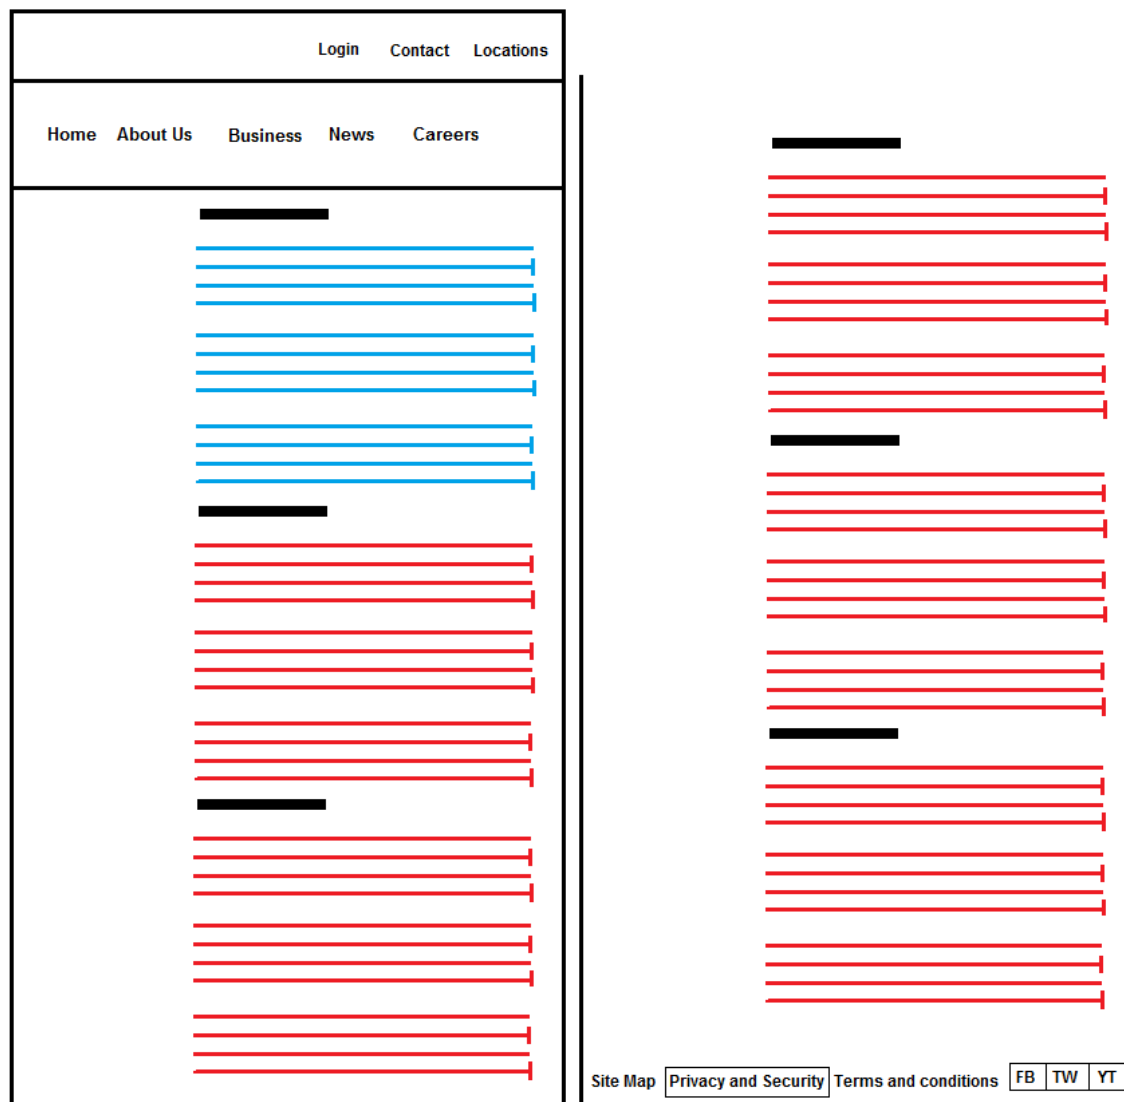 Login Contact Locations
Home About Us Business News Careers
Site Map Privacy and Security Terms and conditions FB TW YT